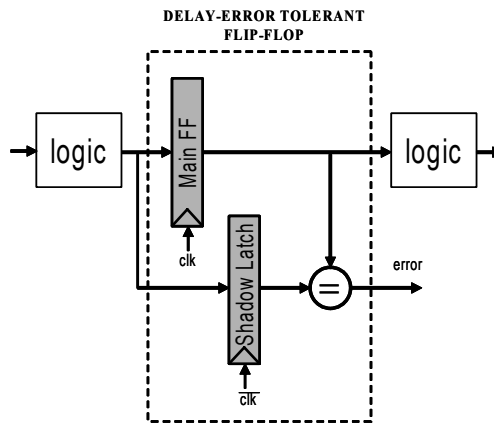 DELAY-ERROR TOLERANT
FLIP-FLOP
logic
Main FF
logic
clk
Shadow Latch
error
=
clk